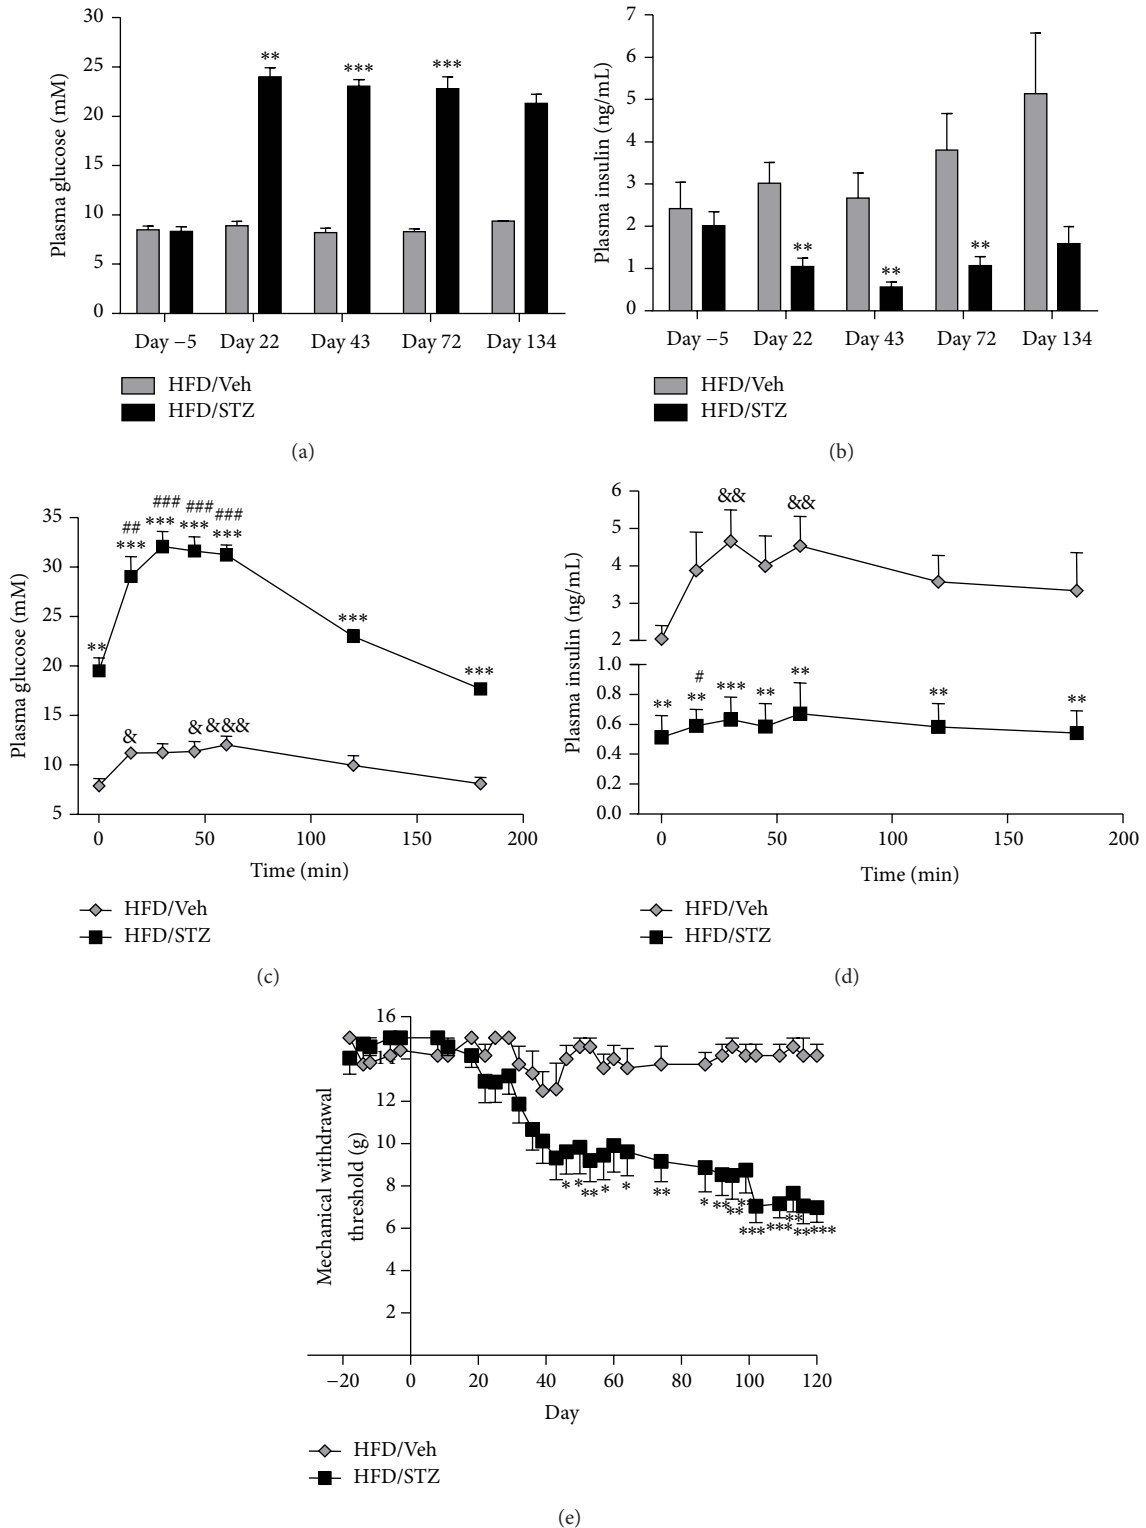 30
25
20
15
10
5
0
Plasma glucose (mM)
**
***
***
Day −5 Day 22 Day 43 Day 72 Day 134
HFD/Veh
HFD/STZ
(a)
7
6
5
4
3
2
1
0
Plasma insulin (ng/mL)
**
**
**
Day −5 Day 22 Day 43 Day 72 Day 134
HFD/Veh
HFD/STZ
(b)
35
30
25
20
15
10
5
Plasma glucose (mM)
## ### ### ###
** *** *** *** *** *** ***
& & &&&
0 50 100 150 200
Time (min)
HFD/Veh
HFD/STZ
(c)
6
5
4
3
2
1.0
0.8
0.6
0.4
0.2
0.0
Plasma insulin (ng/mL)
&& &&
#
** ** *** ** ** ** **
0 50 100 150 200
Time (min)
HFD/Veh
HFD/STZ
(d)
16
14
12
10
8
6
4
2
Mechanical withdrawal
threshold (g)
* * ** * * ** * ** ** ** *** *** ** ** ***
−20 0 20 40 60 80 100 120
Day
HFD/Veh
HFD/STZ
(e)